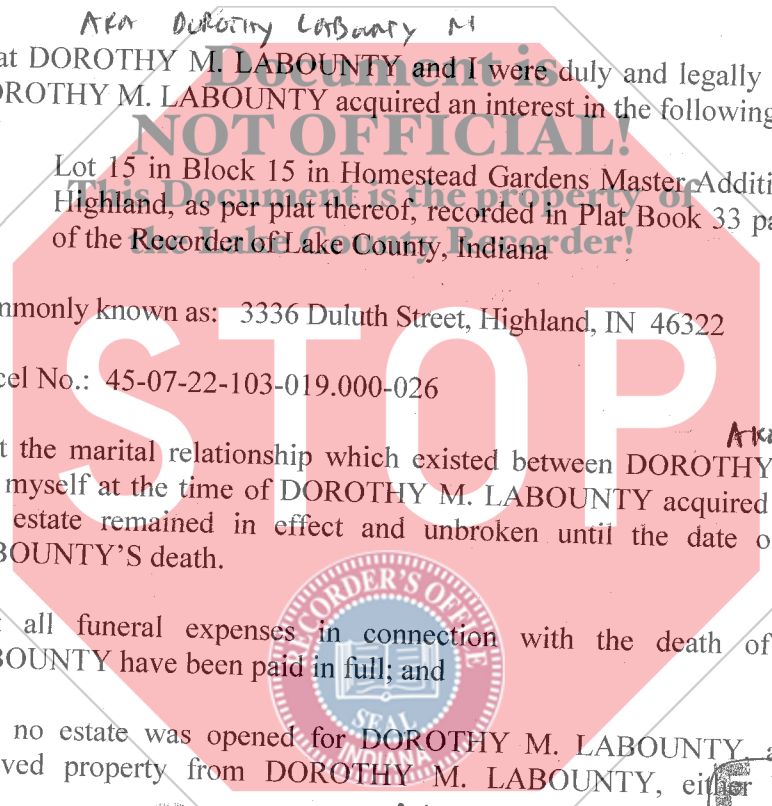 AKA DOROTHY LABOUNTY M
at DOROTHY M. LABOUNTY and I were duly and legally
OROTHY M. LABOUNTY acquired an interest in the following
Document is
NOT OFFICIAL!
This Document is the property of
the Lake County Recorder!
Lot 15 in Block 15 in Homestead Gardens Master Additi
Highland, as per plat thereof, recorded in Plat Book 33 pa
of the Recorder of Lake County, Indiana
mmonly known as: 3336 Duluth Street, Highland, IN 46322
cel No.: 45-07-22-103-019.000-026
STOP
AKA
t the marital relationship which existed between DOROTHY
myself at the time of DOROTHY M. LABOUNTY acquired
estate remained in effect and unbroken until the date o
BOUNTY'S death.
t all funeral expenses in connection with the death of
BOUNTY have been paid in full; and
no estate was opened for DOROTHY M. LABOUNTY, a
ved property from DOROTHY M. LABOUNTY, either
RECORDER'S OFFICE
SEAL
INDIANA